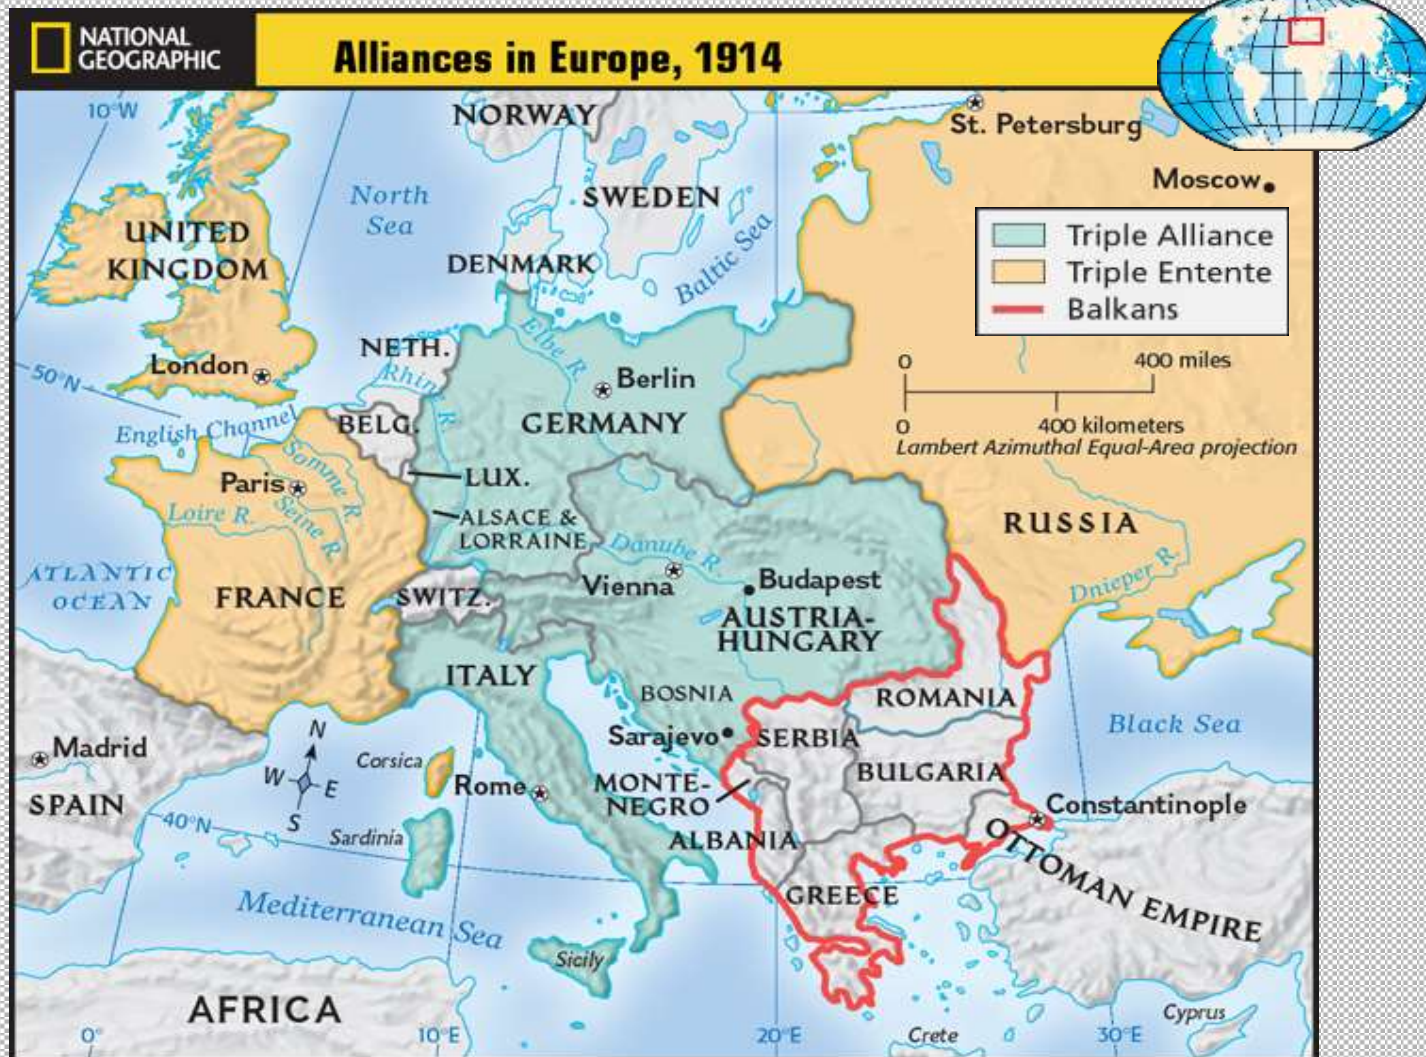 NATIONAL
GEOGRAPHIC
Alliances in Europe, 1914
10°W
NORWAY
St. Petersburg
Moscow
North
Sea
SWEDEN
UNITED
KINGDOM
DENMARK
Baltic Sea
Triple Alliance
Triple Entente
Balkans
NETH.
Elbe R.
London
Rhine R.
Berlin
0
400 miles
50°N
English Channel
BELG.
GERMANY
0
400 kilometers
Lambert Azimuthal Equal-Area projection
Somme R.
Paris
LUX.
Loire R.
Seine R.
ALSACE &
LORRAINE
RUSSIA
Danube R.
ATLANTIC
OCEAN
FRANCE
SWITZ.
Vienna
Budapest
Dnieper R.
AUSTRIA-
HUNGARY
ITALY
BOSNIA
ROMANIA
Black Sea
Madrid
N
W
E
S
Corsica
Sarajevo
SERBIA
Rome
MONTE-
NEGRO
BULGARIA
Constantinople
SPAIN
40°N
Sardinia
ALBANIA
OTTOMAN EMPIRE
GREECE
Mediterranean Sea
Sicily
AFRICA
Cyprus
0°
10°E
20°E
Crete
30°E